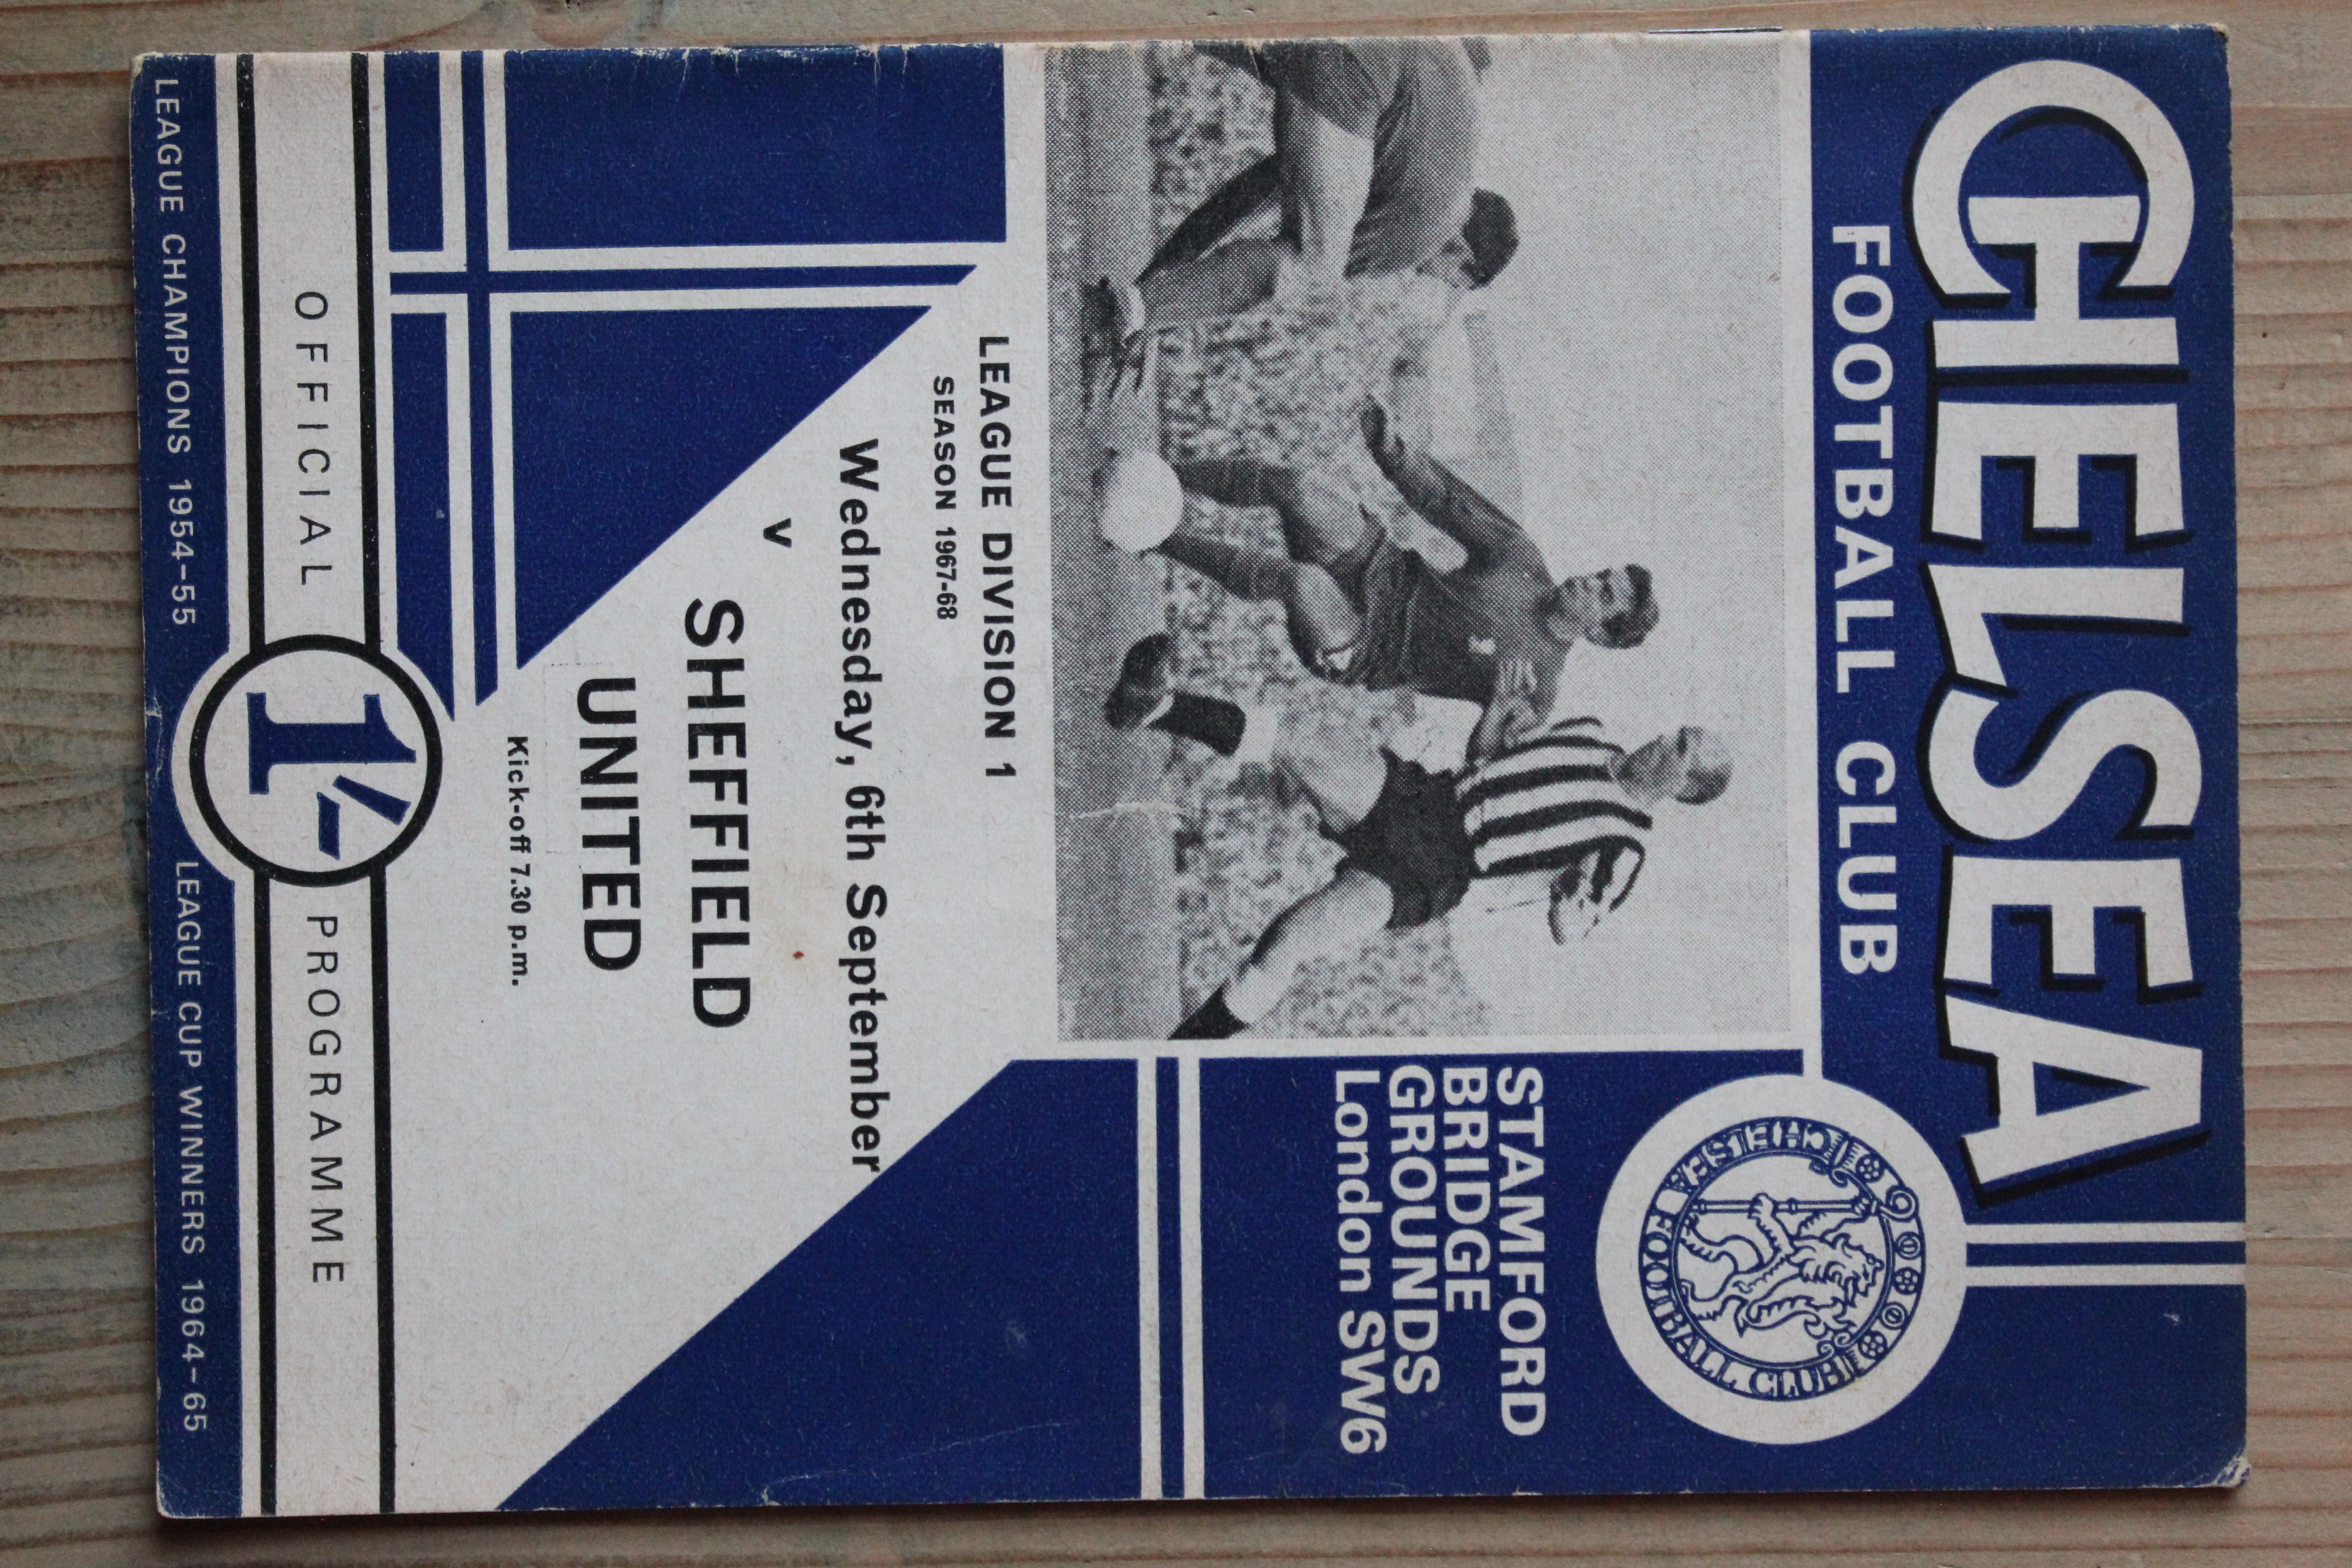 CHELSEA
FOOTBALL CLUB
CHELSEA FOOTBALL CLUB
STAMFORD
BRIDGE
GROUNDS
London SW6
LEAGUE DIVISION 1
SEASON 1967-68
Wednesday, 6th September
v
SHEFFIELD
UNITED
Kick-off 7.30 p.m.
OFFICIAL 1'- PROGRAMME
LEAGUE CHAMPIONS 1954-55 LEAGUE CUP WINNERS 1964-65